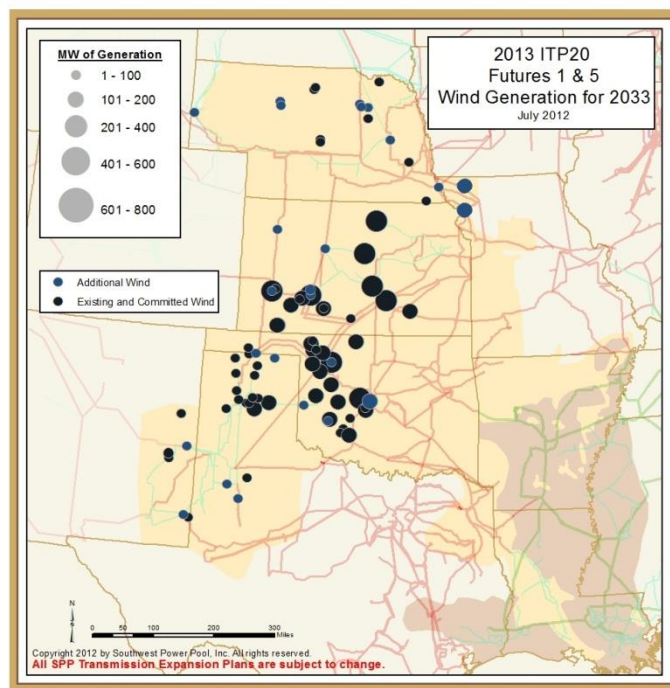 MW of Generation
1 - 100
101 - 200
201 - 400
401 - 600
601 - 800
2013 ITP20
Futures 1 & 5
Wind Generation for 2033
July 2012
Additional Wind
Existing and Committed Wind
N
0 50 100 200 300
Miles
Copyright 2012 by Southwest Power Pool, Inc. All rights reserved.
All SPP Transmission Expansion Plans are subject to change.